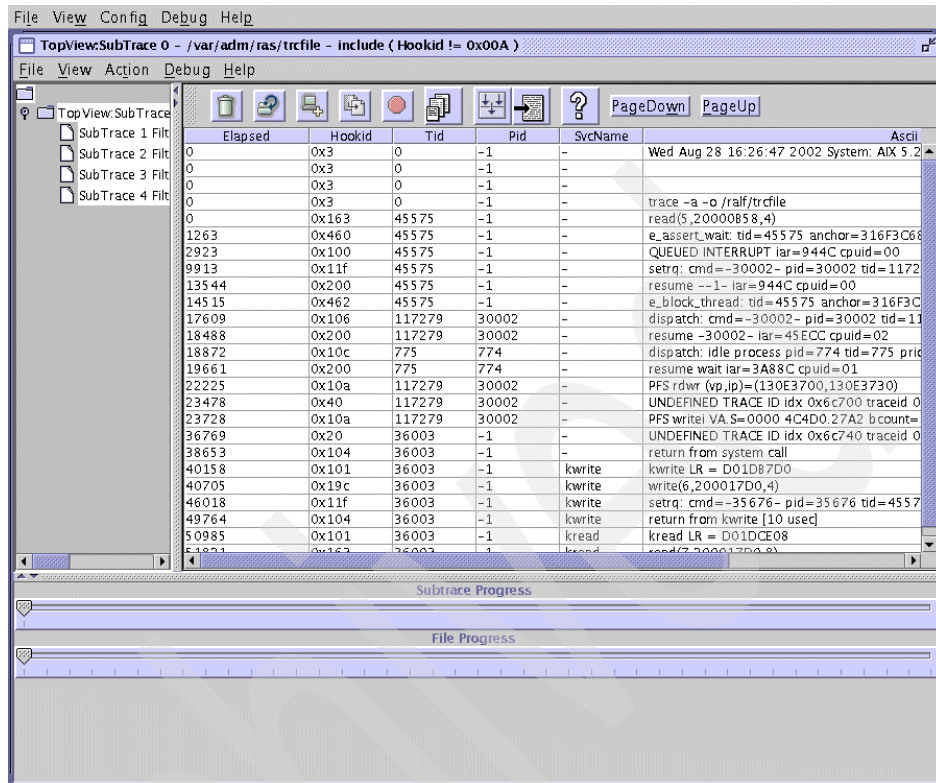 File View Config Debug Help
TopView:SubTrace 0 - /var/adm/ras/trcfile - include ( Hookid != 0x00A )
File View Action Debug Help
TopView:SubTrace
SubTrace 1 Filt
SubTrace 2 Filt
SubTrace 3 Filt
SubTrace 4 Filt
PageDown PageUp
Elapsed Hookid Tid Pid SvcName Ascii
0 0x3 0 -1 - Wed Aug 28 16:26:47 2002 System: AIX 5.2
0 0x3 0 -1 -
0 0x3 0 -1 -
0 0x3 0 -1 - trace -a -o /ralf/trcfile
0 0x163 45575 -1 - read(5,20000B58,4)
1263 0x460 45575 -1 - e_assert_wait: tid=45575 anchor=316F3C68
2923 0x100 45575 -1 - QUEUED INTERRUPT iar=944C cpuid=00
9913 0x11f 45575 -1 - setrq: cmd=-30002- pid=30002 tid=1172
13544 0x200 45575 -1 - resume --1- iar=944C cpuid=00
14515 0x462 45575 -1 - e_block_thread: tid=45575 anchor=316F3C
17609 0x106 117279 30002 - dispatch: cmd=-30002- pid=30002 tid=11
18488 0x200 117279 30002 - resume -30002- iar=45ECC cpuid=02
18872 0x10c 775 774 - dispatch: idle process pid=774 tid=775 pric
19661 0x200 775 774 - resume wait iar=3A88C cpuid=01
22225 0x10a 117279 30002 - PFS rdwr (vp,ip)=(130E3700,130E3730)
23478 0x40 117279 30002 - UNDEFINED TRACE ID idx 0x6c700 traceid 0
23728 0x10a 117279 30002 - PFS writei VA.S=0000 4C4D0.27A2 bcount=
36769 0x20 36003 -1 - UNDEFINED TRACE ID idx 0x6c740 traceid 0
38653 0x104 36003 -1 - return from system call
40158 0x101 36003 -1 kwrite kwrite LR = D01DB7D0
40705 0x19c 36003 -1 kwrite write(6,200017D0,4)
46018 0x11f 36003 -1 kwrite setrq: cmd=-35676- pid=35676 tid=4557
49764 0x104 36003 -1 kwrite return from kwrite [10 usec]
50985 0x101 36003 -1 kread kread LR = D01DCE08
51821 0x163 36003 -1 kread read(7,200017D0,8)
Subtrace Progress
File Progress